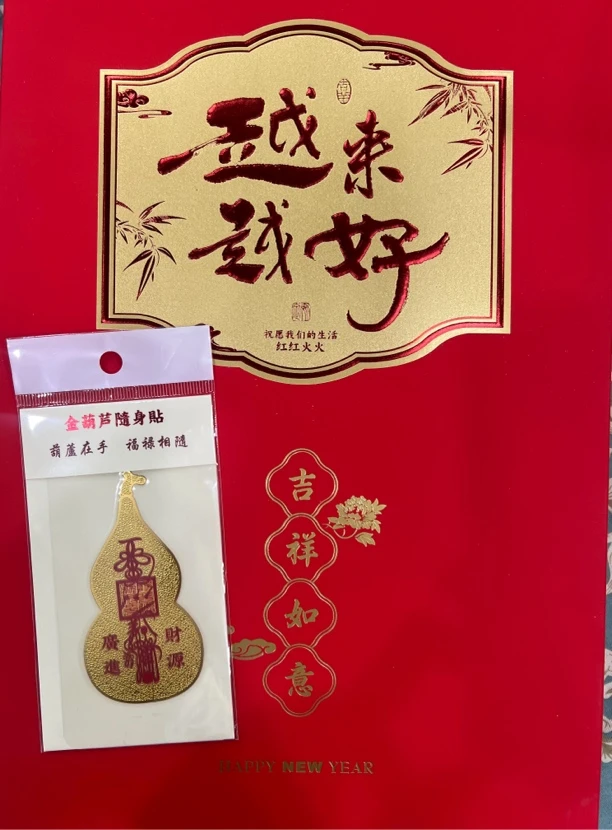 越来
越好
祝愿我们的生活
红红火火
金葫芦隨身貼
葫蘆在手 福祿相隨
財源
廣進
吉
祥
如
意
HAPPY NEW YEAR